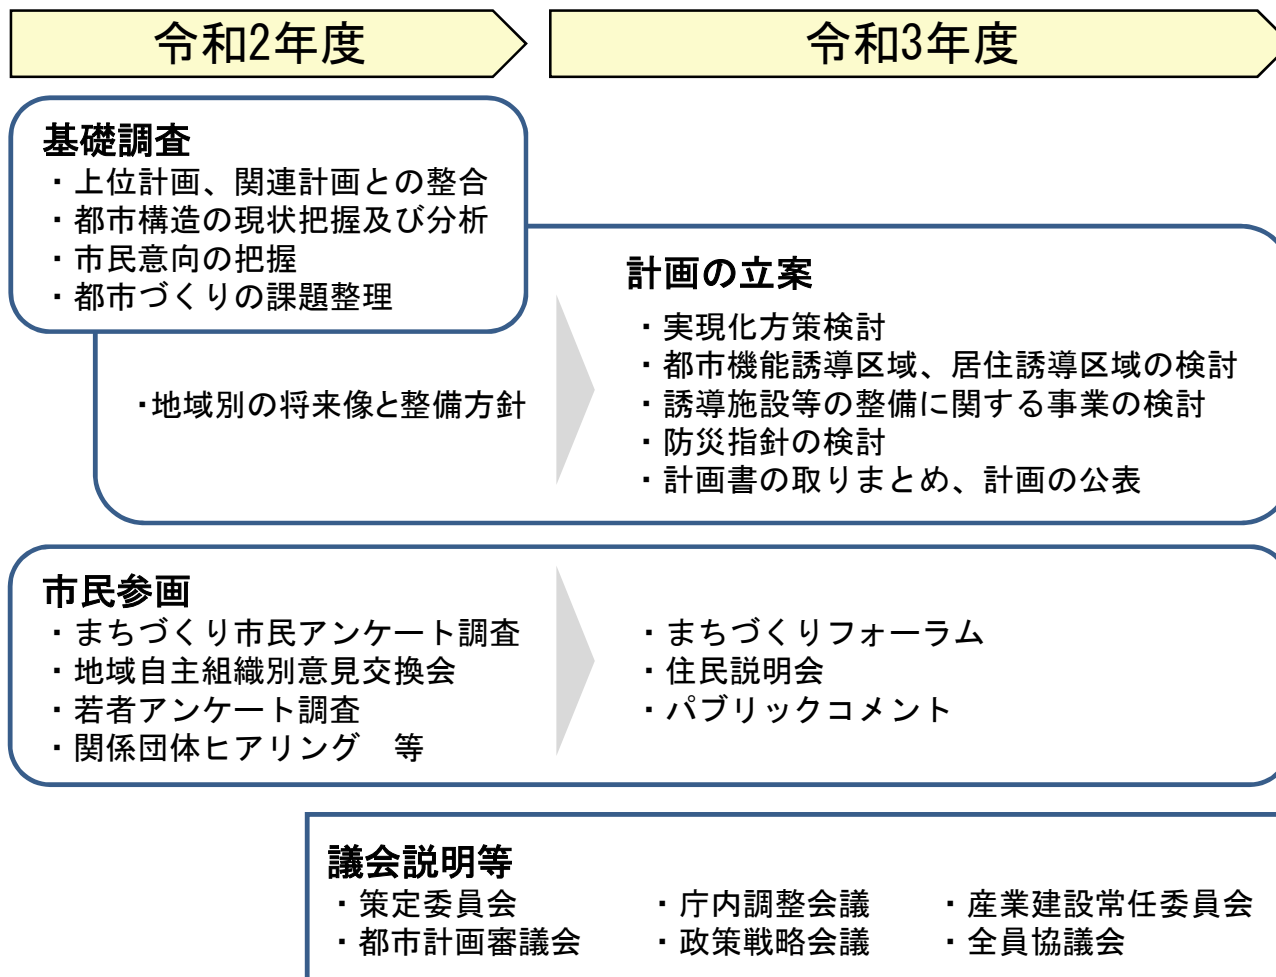 令和2年度
令和3年度
基礎調査
・上位計画、関連計画との整合
・都市構造の現状把握及び分析
・市民意向の把握
・都市づくりの課題整理
・地域別の将来像と整備方針
計画の立案
・実現化方策検討
・都市機能誘導区域、居住誘導区域の検討
・誘導施設等の整備に関する事業の検討
・防災指針の検討
・計画書の取りまとめ、計画の公表
市民参画
・まちづくり市民アンケート調査
・地域自主組織別意見交換会
・若者アンケート調査
・関係団体ヒアリング　等
・まちづくりフォーラム
・住民説明会
・パブリックコメント
議会説明等
・策定委員会
・都市計画審議会
・庁内調整会議
・政策戦略会議
・産業建設常任委員会
・全員協議会